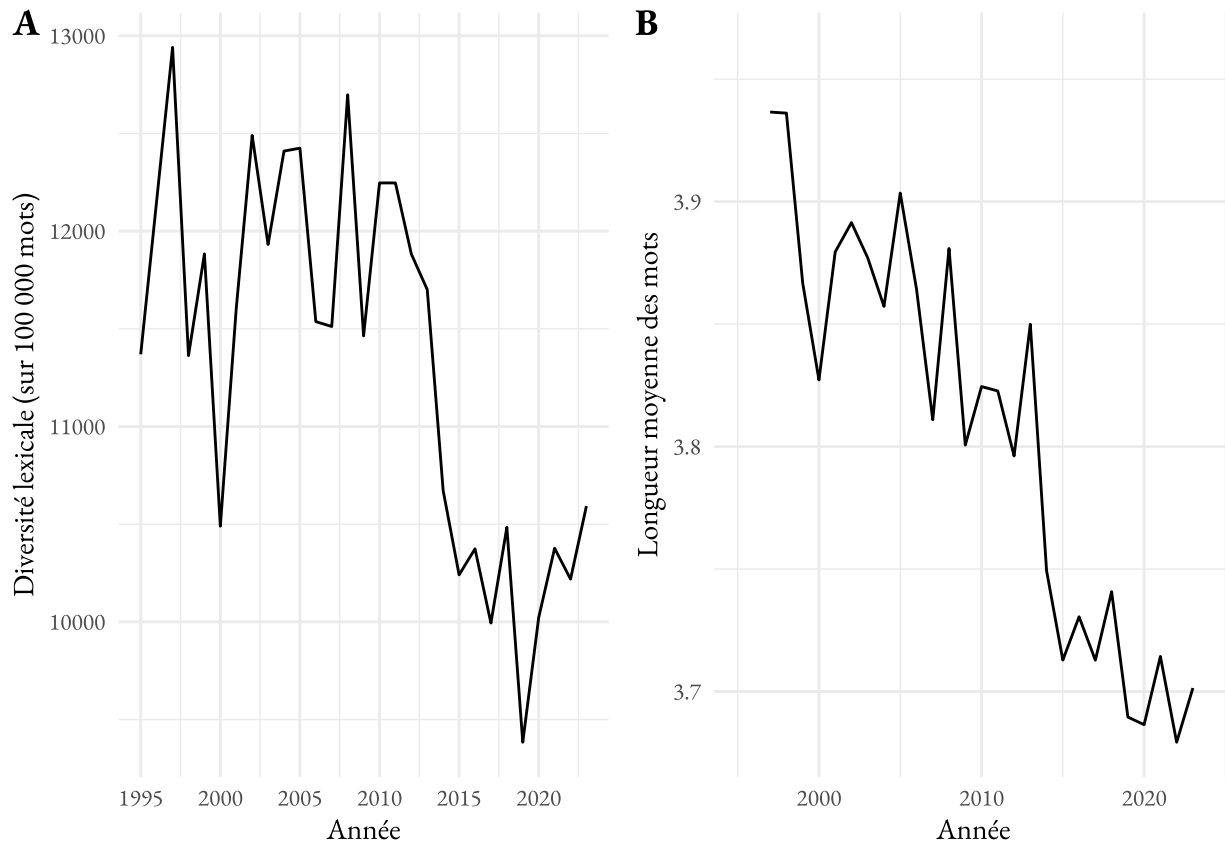 A
Diversité lexicale (sur 100 000 mots)
13000
12000
11000
10000
1995 2000 2005 2010 2015 2020
Année
B
Longueur moyenne des mots
3.9
3.8
3.7
2000 2010 2020
Année